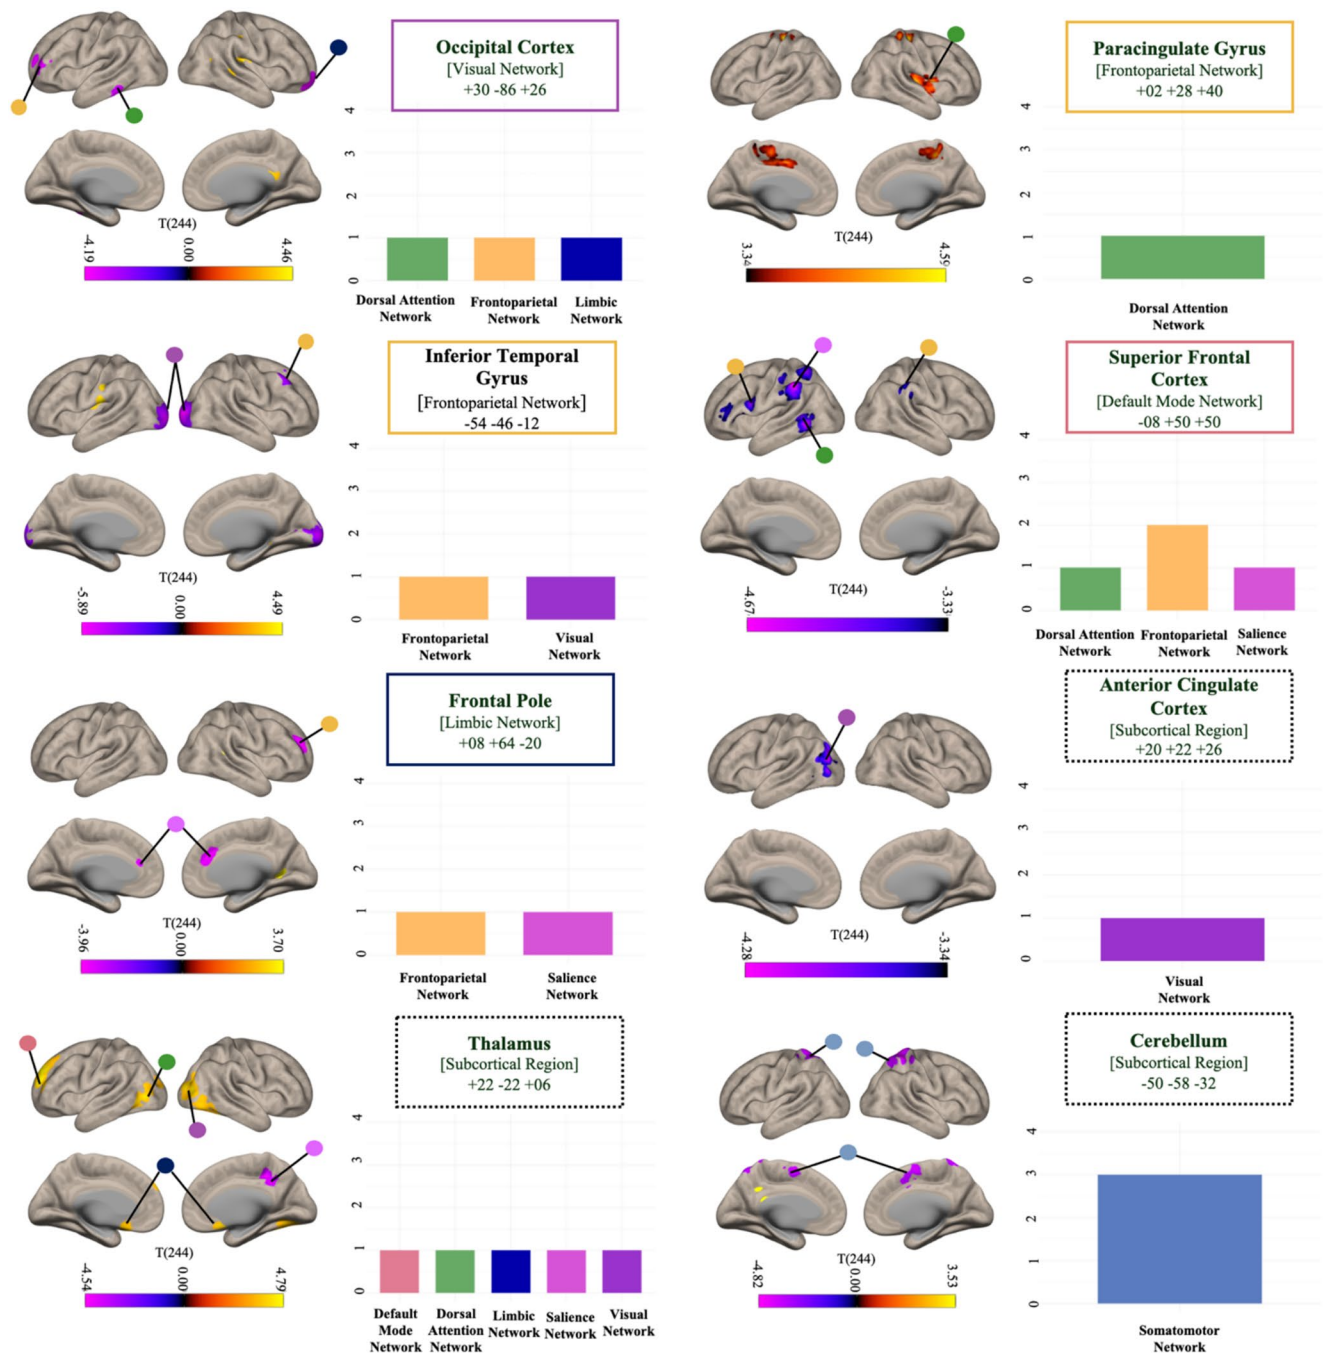 Occipital Cortex
[Visual Network]
+30 -86 +26
4
3
2
1
0
T(244)
-4.19
0.00
4.46
Dorsal Attention
Network
Frontoparietal
Network
Limbic
Network
Paracingulate Gyrus
[Frontoparietal Network]
+02 +28 +40
4
3
2
1
0
T(244)
3.34
4.59
Dorsal Attention
Network
Inferior Temporal
Gyrus
[Frontoparietal Network]
-54 -46 -12
4
3
2
1
0
T(244)
-5.89
0.00
4.49
Frontoparietal
Network
Visual
Network
Superior Frontal
Cortex
[Default Mode Network]
-08 +50 +50
4
3
2
1
0
T(244)
-4.67
-3.33
Dorsal Attention
Network
Frontoparietal
Network
Salience
Network
Frontal Pole
[Limbic Network]
+08 +64 -20
4
3
2
1
0
T(244)
-3.96
0.00
3.70
Frontoparietal
Network
Salience
Network
Anterior Cingulate
Cortex
[Subcortical Region]
+20 +22 +26
4
3
2
1
0
T(244)
-4.28
-3.34
Visual
Network
Thalamus
[Subcortical Region]
+22 -22 +06
4
3
2
1
0
T(244)
-4.54
0.00
4.79
Default
Mode
Network
Dorsal
Attention
Network
Limbic
Network
Salience
Network
Visual
Network
Cerebellum
[Subcortical Region]
-50 -58 -32
4
3
2
1
0
T(244)
-4.82
0.00
3.53
Somatomotor
Network